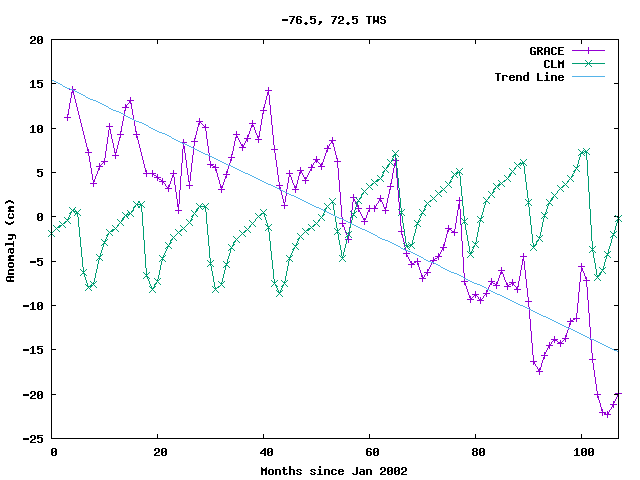 -76.5, 72.5 TWS
GRACE
CLM
Trend Line
20
15
10
5
0
-5
-10
-15
-20
-25
Anomaly (cm)
0 20 40 60 80 100
Months since Jan 2002